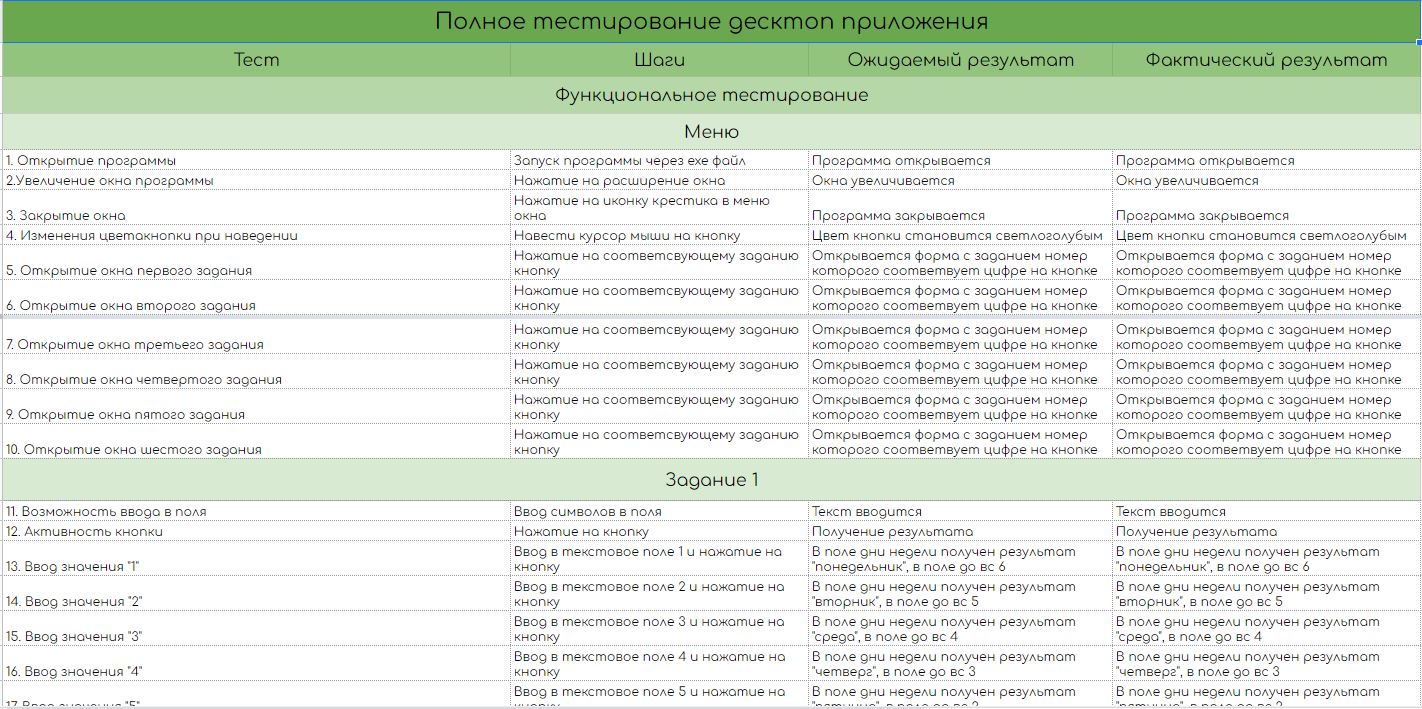 Полное тестирование десктоп приложения
Тест Шаги Ожидаемый результат Фактический результат
Функциональное тестирование
Меню
1. Открытие программы Запуск программы через exe файл Программа открывается Программа открывается
2.Увеличение окна программы Нажатие на расширение окна Окна увеличивается Окна увеличивается
Нажатие на иконку крестика в меню
3. Закрытие окна окна Программа закрывается Программа закрывается
4. Изменения цветакнопки при наведении Навести курсор мыши на кнопку Цвет кнопки становится светлоголубым Цвет кнопки становится светлоголубым
Нажатие на соответсвующему заданию Открывается форма с заданием номер Открывается форма с заданием номер
5. Открытие окна первого задания кнопку которого соотвествует цифре на кнопке которого соотвествует цифре на кнопке
Нажатие на соответсвующему заданию Открывается форма с заданием номер Открывается форма с заданием номер
6. Открытие окна второго задания кнопку которого соотвествует цифре на кнопке которого соотвествует цифре на кнопке
Нажатие на соответсвующему заданию Открывается форма с заданием номер Открывается форма с заданием номер
7. Открытие окна третьего задания кнопку которого соотвествует цифре на кнопке которого соотвествует цифре на кнопке
Нажатие на соответсвующему заданию Открывается форма с заданием номер Открывается форма с заданием номер
8. Открытие окна четвертого задания кнопку которого соотвествует цифре на кнопке которого соотвествует цифре на кнопке
Нажатие на соответсвующему заданию Открывается форма с заданием номер Открывается форма с заданием номер
9. Открытие окна пятого задания кнопку которого соотвествует цифре на кнопке которого соотвествует цифре на кнопке
Нажатие на соответсвующему заданию Открывается форма с заданием номер Открывается форма с заданием номер
10. Открытие окна шестого задания кнопку которого соотвествует цифре на кнопке которого соотвествует цифре на кнопке
Задание 1
11. Возможность ввода в поля Ввод символов в поля Текст вводится Текст вводится
12. Активность кнопки Нажатие на кнопку Получение результата Получение результата
Ввод в текстовое поле 1 и нажатие на В поле дни недели получен результат В поле дни недели получен результат
13. Ввод значения "1" кнопку "понедельник", в поле до вс 6 "понедельник", в поле до вс 6
Ввод в текстовое поле 2 и нажатие на В поле дни недели получен результат В поле дни недели получен результат
14. Ввод значения "2" кнопку "вторник", в поле до вс 5 "вторник", в поле до вс 5
Ввод в текстовое поле 3 и нажатие на В поле дни недели получен результат В поле дни недели получен результат
15. Ввод значения "3" кнопку "среда", в поле до вс 4 "среда", в поле до вс 4
Ввод в текстовое поле 4 и нажатие на В поле дни недели получен результат В поле дни недели получен результат
16. Ввод значения "4" кнопку "четверг", в поле до вс 3 "четверг", в поле до вс 3
Ввод в текстовое поле 5 и нажатие на В поле дни недели получен результат В поле дни недели получен результат